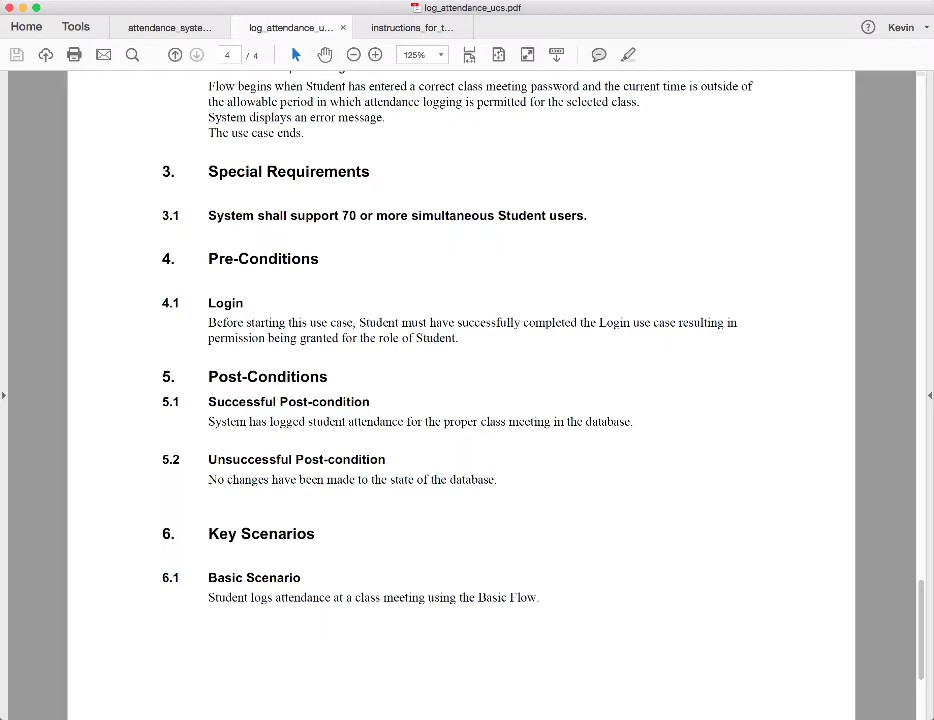 log_attendance_ucs.pdf
Home Tools attendance_syste... log_attendance_u... × instructions_for_t... ? Kevin
4 / 4 125%
Flow begins when Student has entered a correct class meeting password and the current time is outside of
the allowable period in which attendance logging is permitted for the selected class.
System displays an error message.
The use case ends.
3. Special Requirements
3.1 System shall support 70 or more simultaneous Student users.
4. Pre-Conditions
4.1 Login
Before starting this use case, Student must have successfully completed the Login use case resulting in
permission being granted for the role of Student.
5. Post-Conditions
5.1 Successful Post-condition
System has logged student attendance for the proper class meeting in the database.
5.2 Unsuccessful Post-condition
No changes have been made to the state of the database.
6. Key Scenarios
6.1 Basic Scenario
Student logs attendance at a class meeting using the Basic Flow.